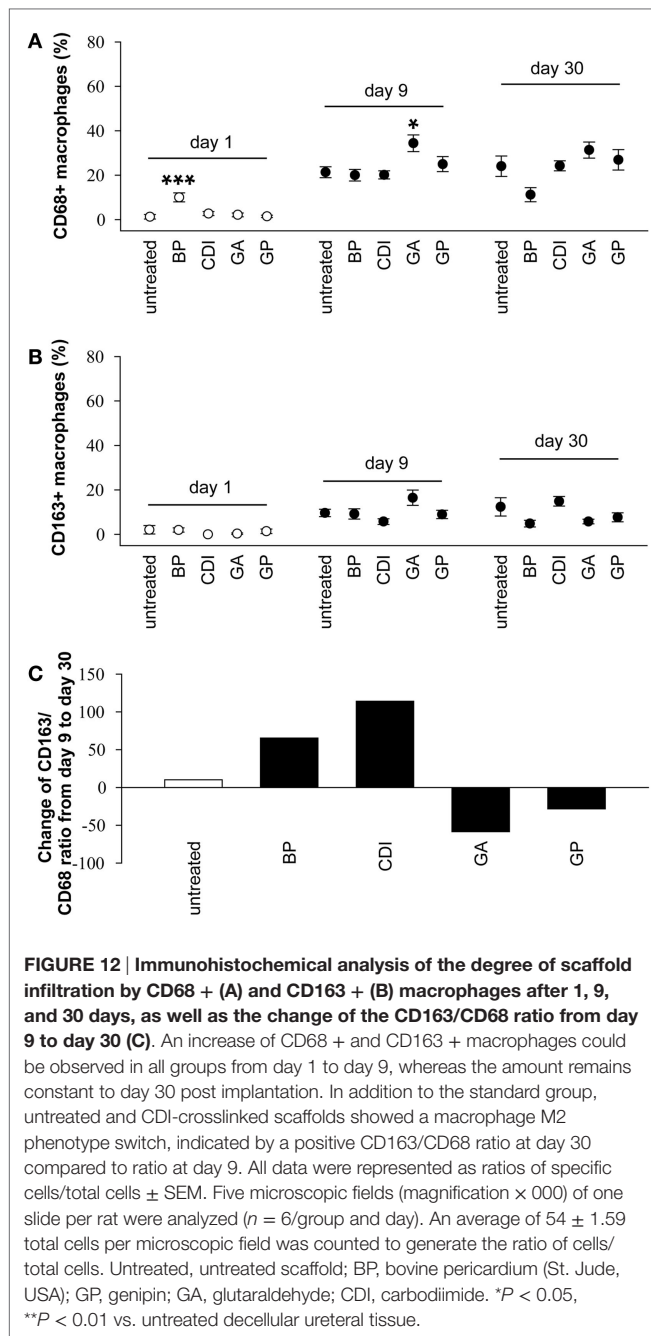 A
CD68+ macrophages (%)
80
60
40
20
0
day 1
day 9
day 30
***
*
untreated
BP
CDI
GA
GP
untreated
BP
CDI
GA
GP
untreated
BP
CDI
GA
GP
B
CD163+ macrophages (%)
80
60
40
20
0
day 1
day 9
day 30
untreated
BP
CDI
GA
GP
untreated
BP
CDI
GA
GP
untreated
BP
CDI
GA
GP
C
Change of CD163/
CD68 ratio from day 9 to day 30
150
100
50
0
-50
-100
untreated
BP
CDI
GA
GP
FIGURE 12 | Immunohistochemical analysis of the degree of scaffold
infiltration by CD68 + (A) and CD163 + (B) macrophages after 1, 9,
and 30 days, as well as the change of the CD163/CD68 ratio from day
9 to day 30 (C). An increase of CD68 + and CD163 + macrophages could
be observed in all groups from day 1 to day 9, whereas the amount remains
constant to day 30 post implantation. In addition to the standard group,
untreated and CDI-crosslinked scaffolds showed a macrophage M2
phenotype switch, indicated by a positive CD163/CD68 ratio at day 30
compared to ratio at day 9. All data were represented as ratios of specific
cells/total cells ± SEM. Five microscopic fields (magnification × 000) of one
slide per rat were analyzed (n = 6/group and day). An average of 54 ± 1.59
total cells per microscopic field was counted to generate the ratio of cells/
total cells. Untreated, untreated scaffold; BP, bovine pericardium (St. Jude,
USA); GP, genipin; GA, glutaraldehyde; CDI, carbodiimide. *P < 0.05,
**P < 0.01 vs. untreated decellular ureteral tissue.